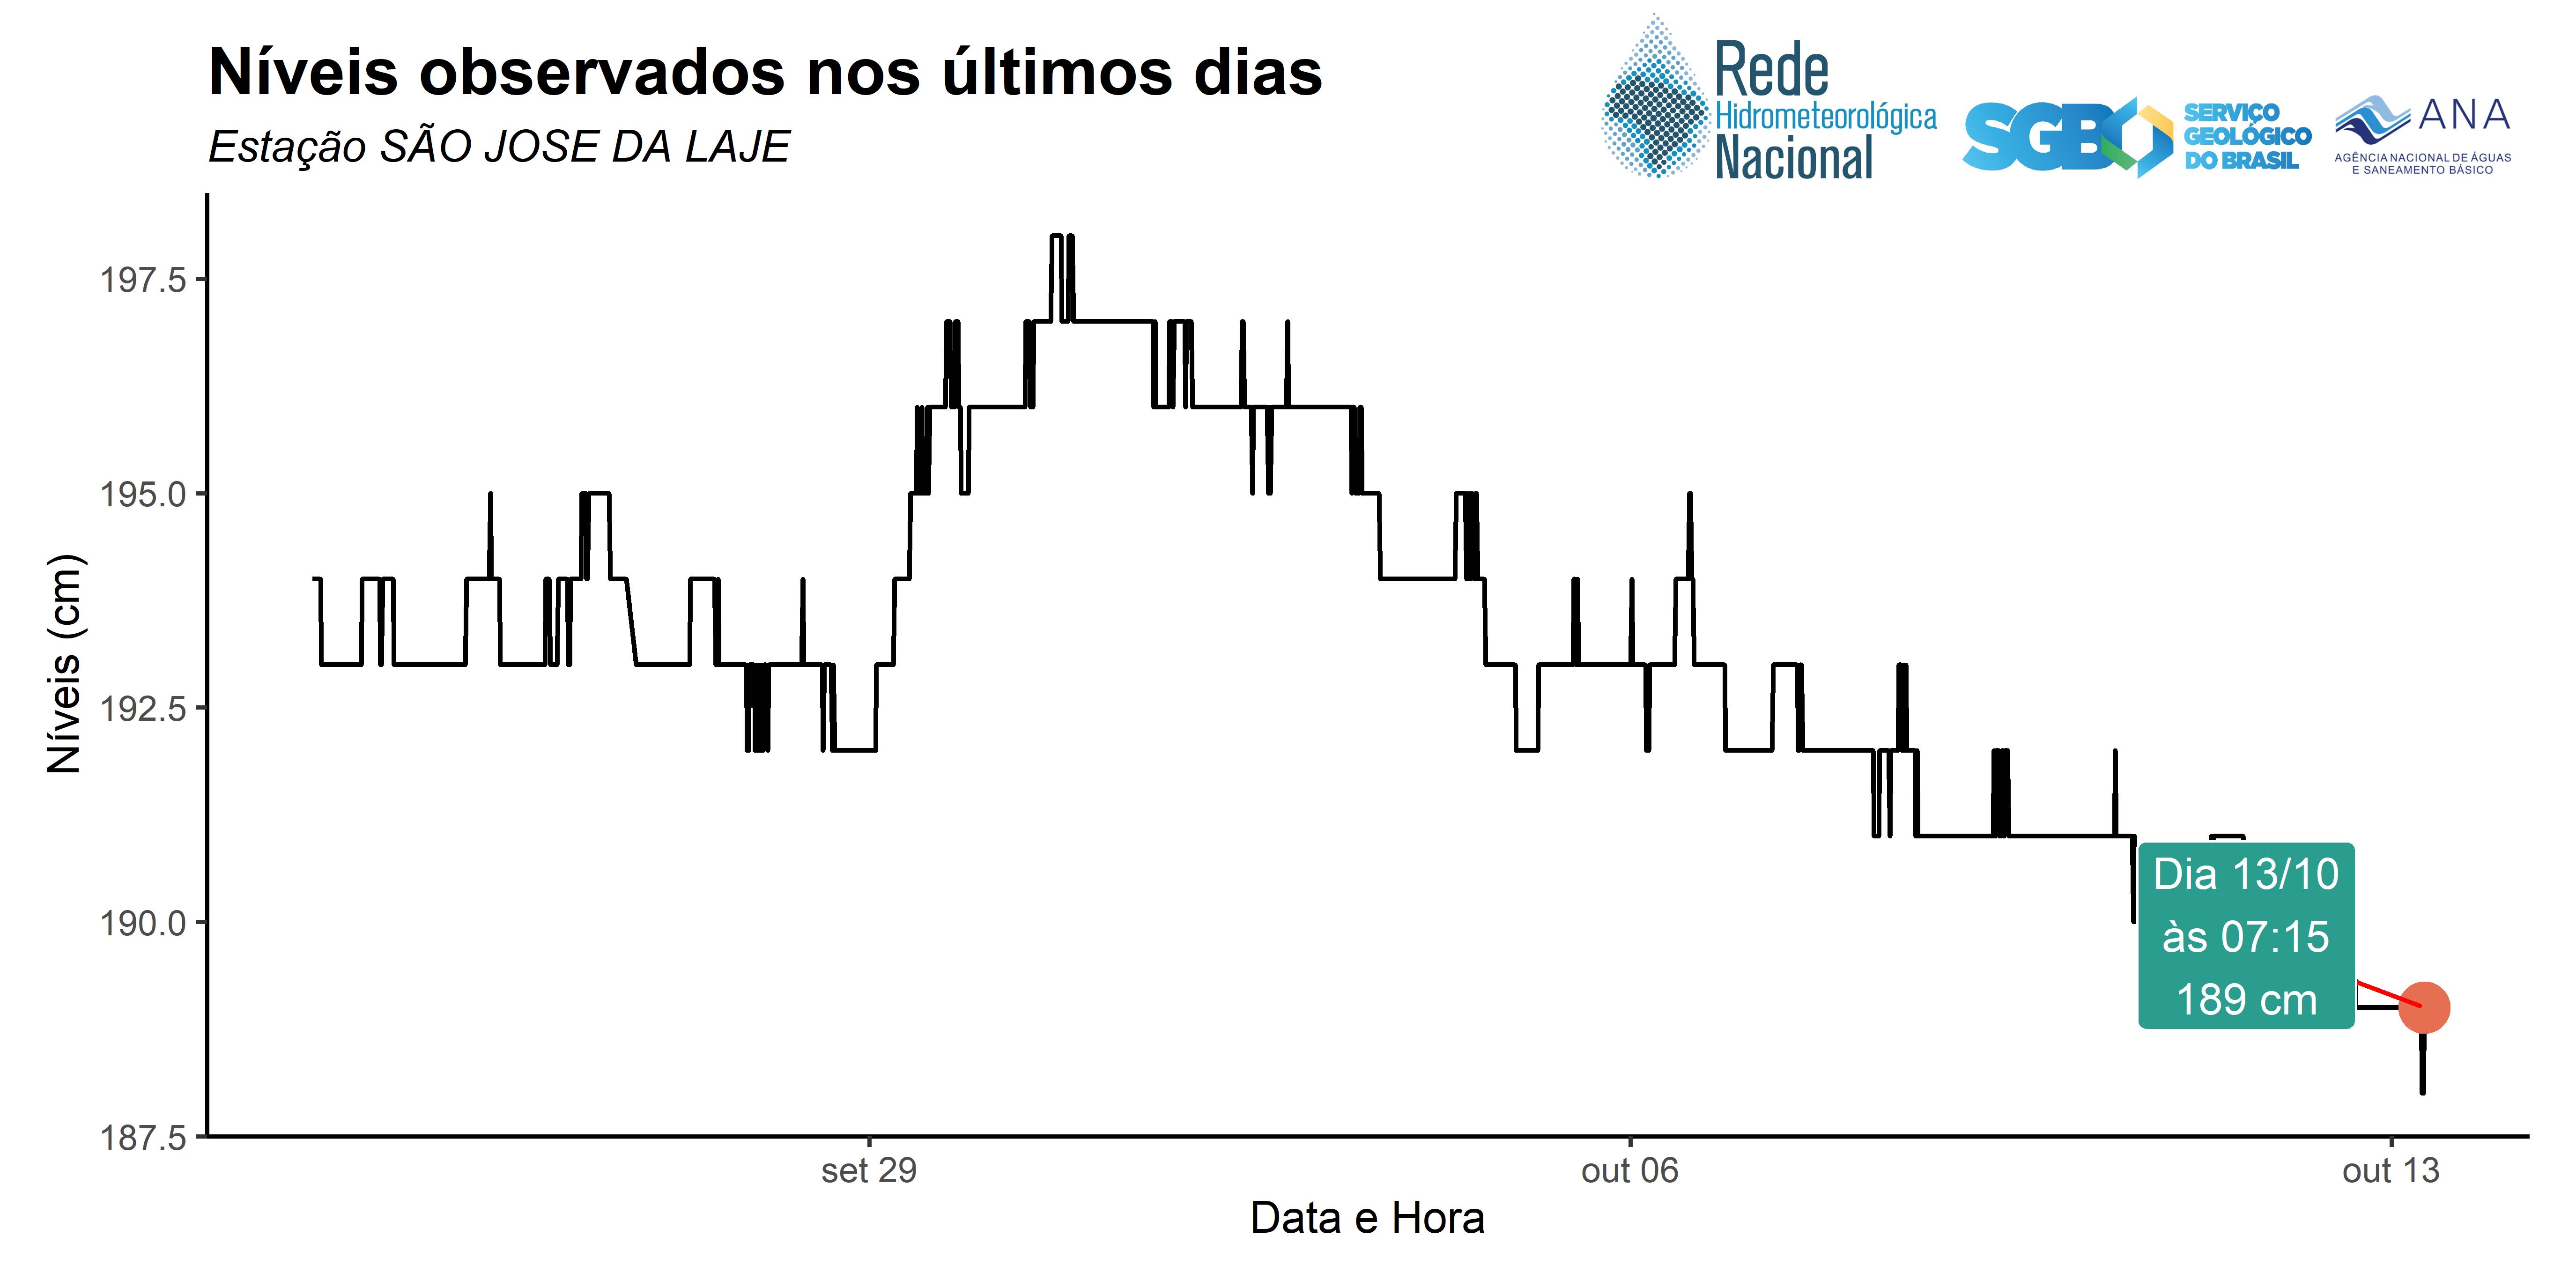 Níveis observados nos últimos dias
Estação SÃO JOSE DA LAJE
Rede
Hidrometeorológica
Nacional
SGB
SERVIÇO
GEOLÓGICO
DO BRASIL
ANA
AGÊNCIA NACIONAL DE ÁGUAS
E SANEAMENTO BÁSICO
197.5
195.0
192.5
190.0
187.5
Níveis (cm)
Dia 13/10
às 07:15
189 cm
set 29
out 06
out 13
Data e Hora